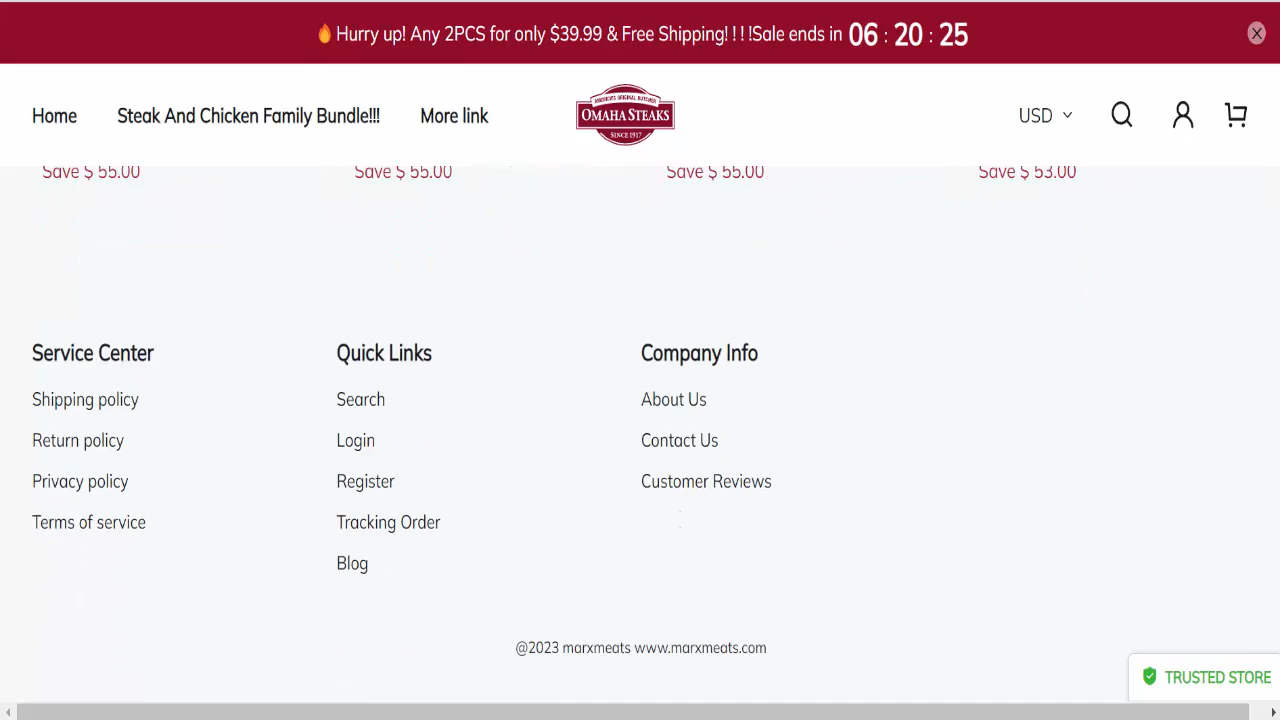 🔥 Hurry up! Any 2PCS for only $39.99 & Free Shipping! ! ! !Sale ends in 06 : 20 : 25
Home Steak And Chicken Family Bundle!!! More link
AMERICA'S ORIGINAL BUTCHER
OMAHA STEAKS
SINCE 1917
USD
Save $ 55.00 Save $ 55.00 Save $ 55.00 Save $ 53.00
Service Center
Shipping policy
Return policy
Privacy policy
Terms of service
Quick Links
Search
Login
Register
Tracking Order
Blog
Company Info
About Us
Contact Us
Customer Reviews
@2023 marxmeats www.marxmeats.com
TRUSTED STORE